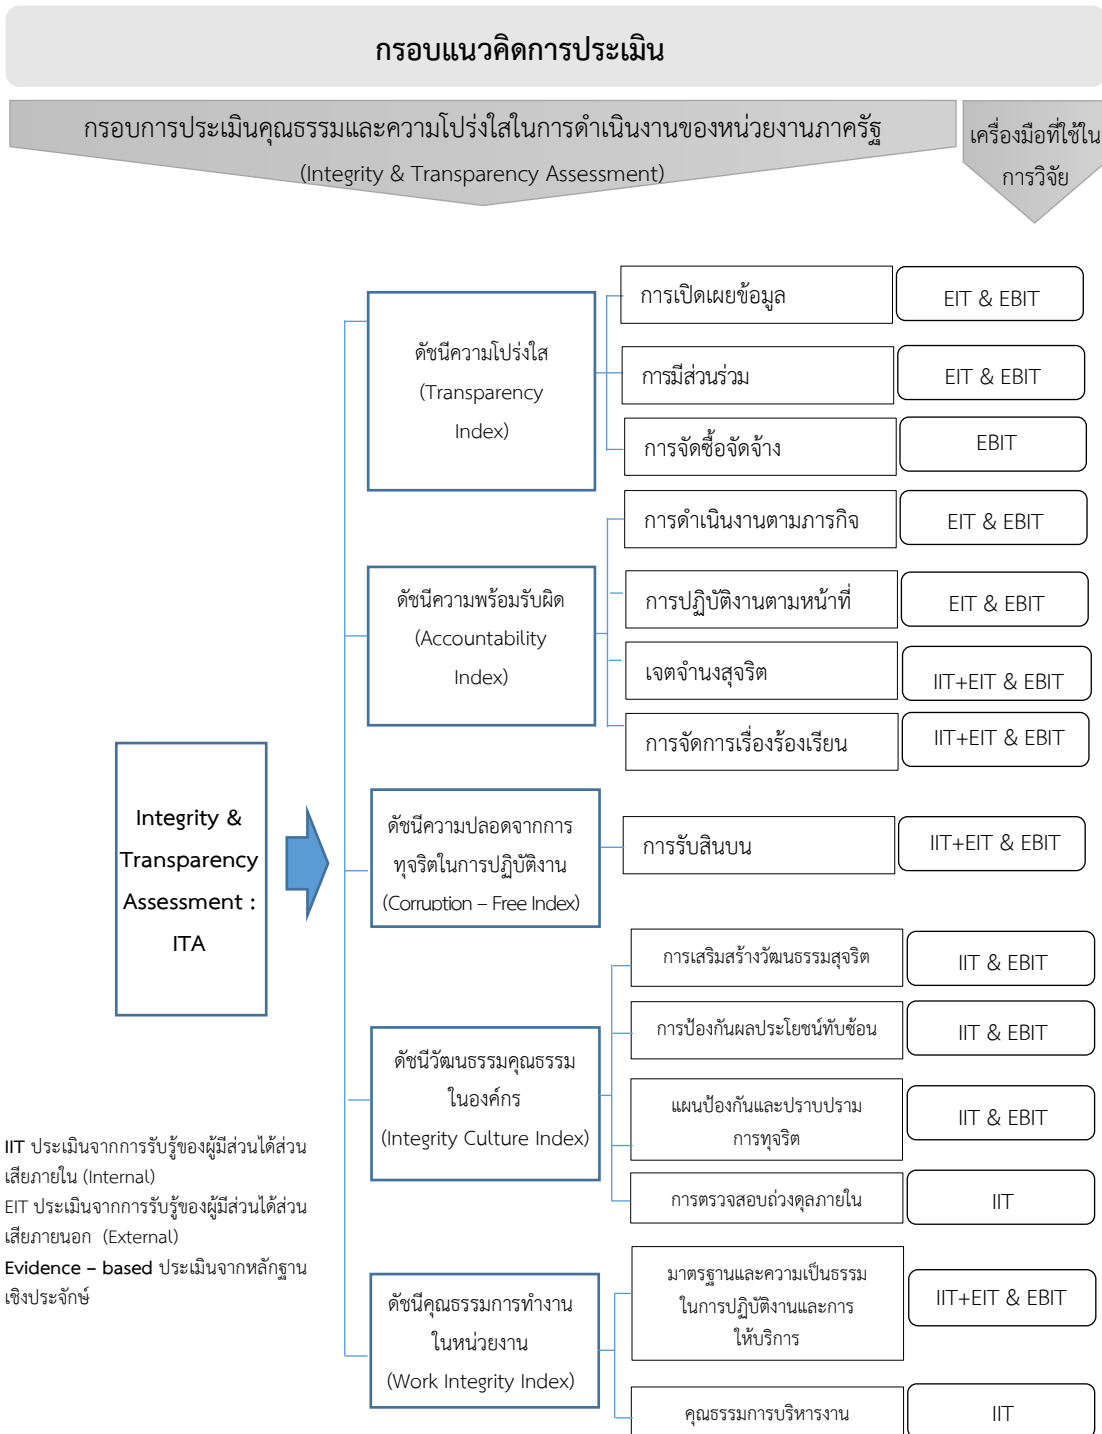 กรอบแนวคิดการประเมิน
กรอบการประเมินคุณธรรมและความโปร่งใสในการดำเนินงานของหน่วยงานภาครัฐ
(Integrity & Transparency Assessment)
เครื่องมือที่ใช้ใน
การวิจัย
Integrity &
Transparency
Assessment :
ITA
ดัชนีความโปร่งใส
(Transparency
Index)
การเปิดเผยข้อมูล
EIT & EBIT
การมีส่วนร่วม
EIT & EBIT
การจัดซื้อจัดจ้าง
EBIT
ดัชนีความพร้อมรับผิด
(Accountability
Index)
การดำเนินงานตามภารกิจ
EIT & EBIT
การปฏิบัติงานตามหน้าที่
EIT & EBIT
เจตจำนงสุจริต
IIT+EIT & EBIT
การจัดการเรื่องร้องเรียน
IIT+EIT & EBIT
ดัชนีความปลอดจากการ
ทุจริตในการปฏิบัติงาน
(Corruption – Free Index)
การรับสินบน
IIT+EIT & EBIT
ดัชนีวัฒนธรรมคุณธรรม
ในองค์กร
(Integrity Culture Index)
การเสริมสร้างวัฒนธรรมสุจริต
IIT & EBIT
การป้องกันผลประโยชน์ทับซ้อน
IIT & EBIT
แผนป้องกันและปราบปราม
การทุจริต
IIT & EBIT
การตรวจสอบถ่วงดุลภายใน
IIT
ดัชนีคุณธรรมการทำงาน
ในหน่วยงาน
(Work Integrity Index)
มาตรฐานและความเป็นธรรม
ในการปฏิบัติงานและการ
ให้บริการ
IIT+EIT & EBIT
คุณธรรมการบริหารงาน
IIT
IIT ประเมินจากการรับรู้ของผู้มีส่วนได้ส่วน
เสียภายใน (Internal)
EIT ประเมินจากการรับรู้ของผู้มีส่วนได้ส่วน
เสียภายนอก (External)
Evidence – based ประเมินจากหลักฐาน
เชิงประจักษ์